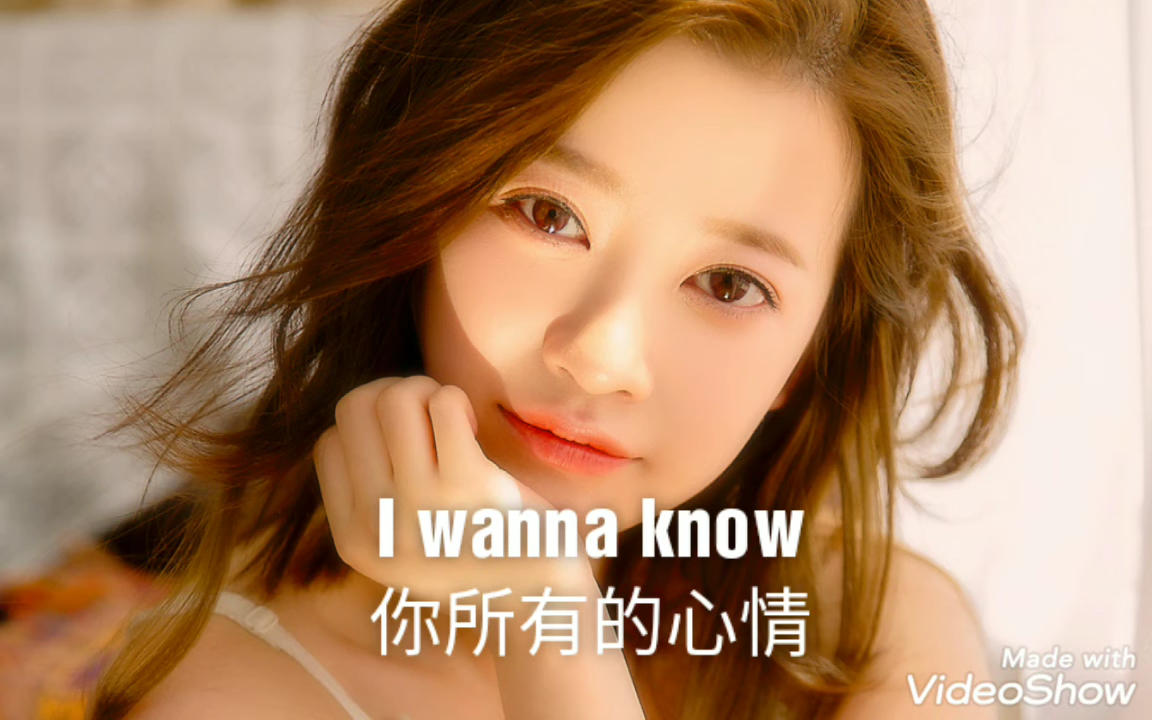 I wanna know
你所有的心情
Made with
VideoShow